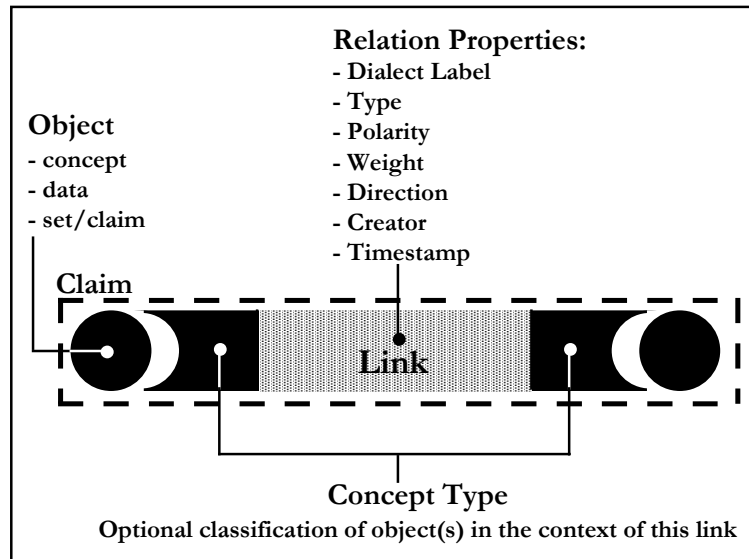 Relation Properties:
- Dialect Label
- Type
- Polarity
- Weight
- Direction
- Creator
- Timestamp
Object
- concept
- data
- set/claim
Claim
Link
Concept Type
Optional classification of object(s) in the context of this link